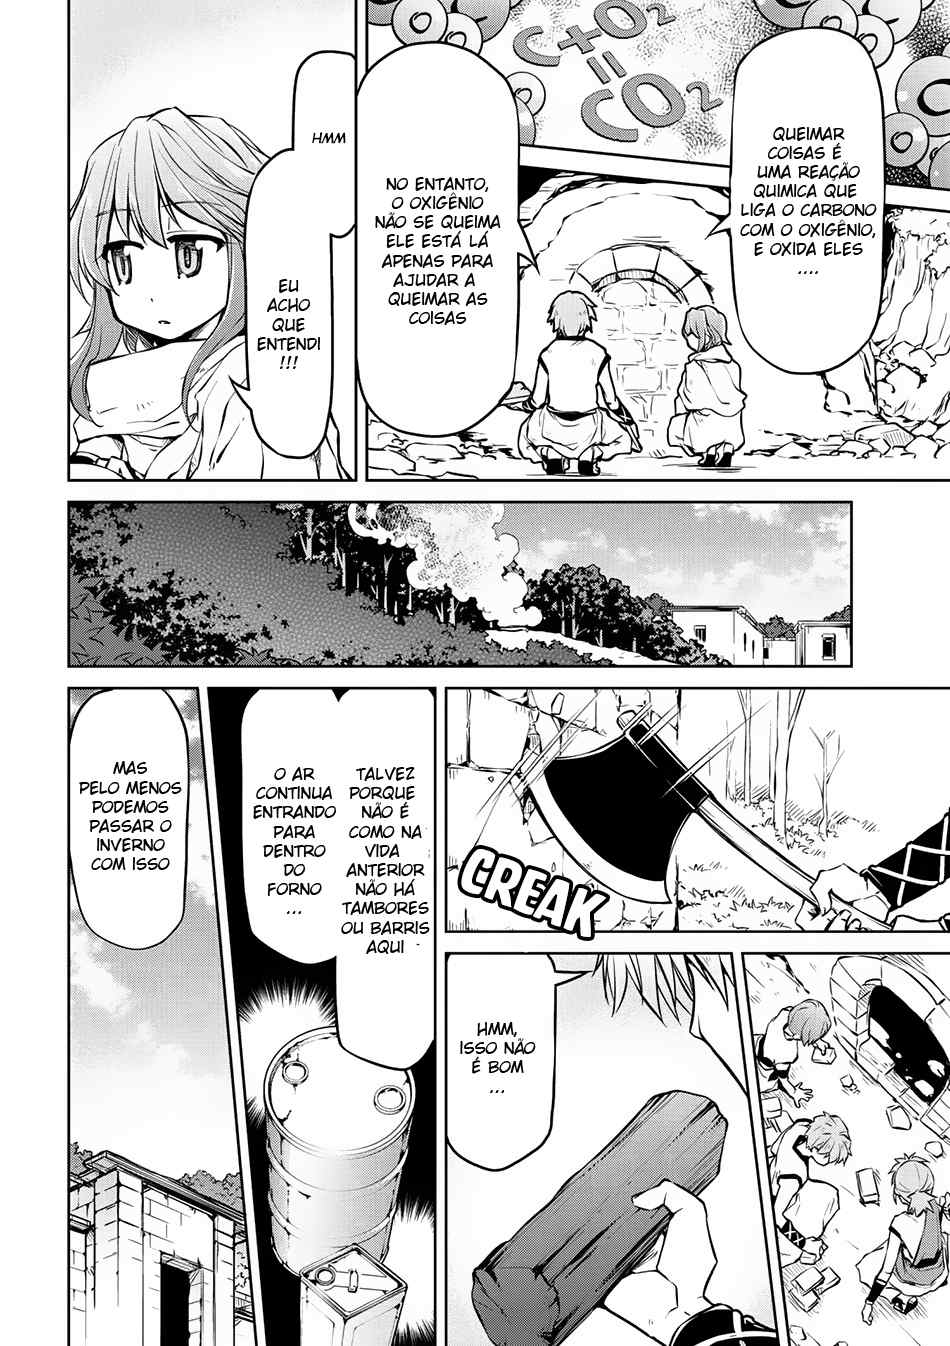 C+O2
=
CO2
QUEIMAR
COISAS É
UMA REAÇÃO
QUIMICA QUE
LIGA O CARBONO
COM O OXIGÊNIO,
E OXIDA ELES
....
NO ENTANTO,
O OXIGÊNIO
NÃO SE QUEIMA
ELE ESTÁ LÁ
APENAS PARA
AJUDAR A
QUEIMAR AS
COISAS
HMM
EU
ACHO
QUE
ENTENDI
!!!
CREAK
HMM,
ISSO NÃO
É BOM
...
TALVEZ
PORQUE
NÃO É
COMO NA
VIDA
ANTERIOR
NÃO HÁ
TAMBORES
OU BARRIS
AQUI
O AR
CONTINUA
ENTRANDO
PARA
DENTRO
DO
FORNO
...
MAS
PELO MENOS
PODEMOS
PASSAR O
INVERNO
COM ISSO